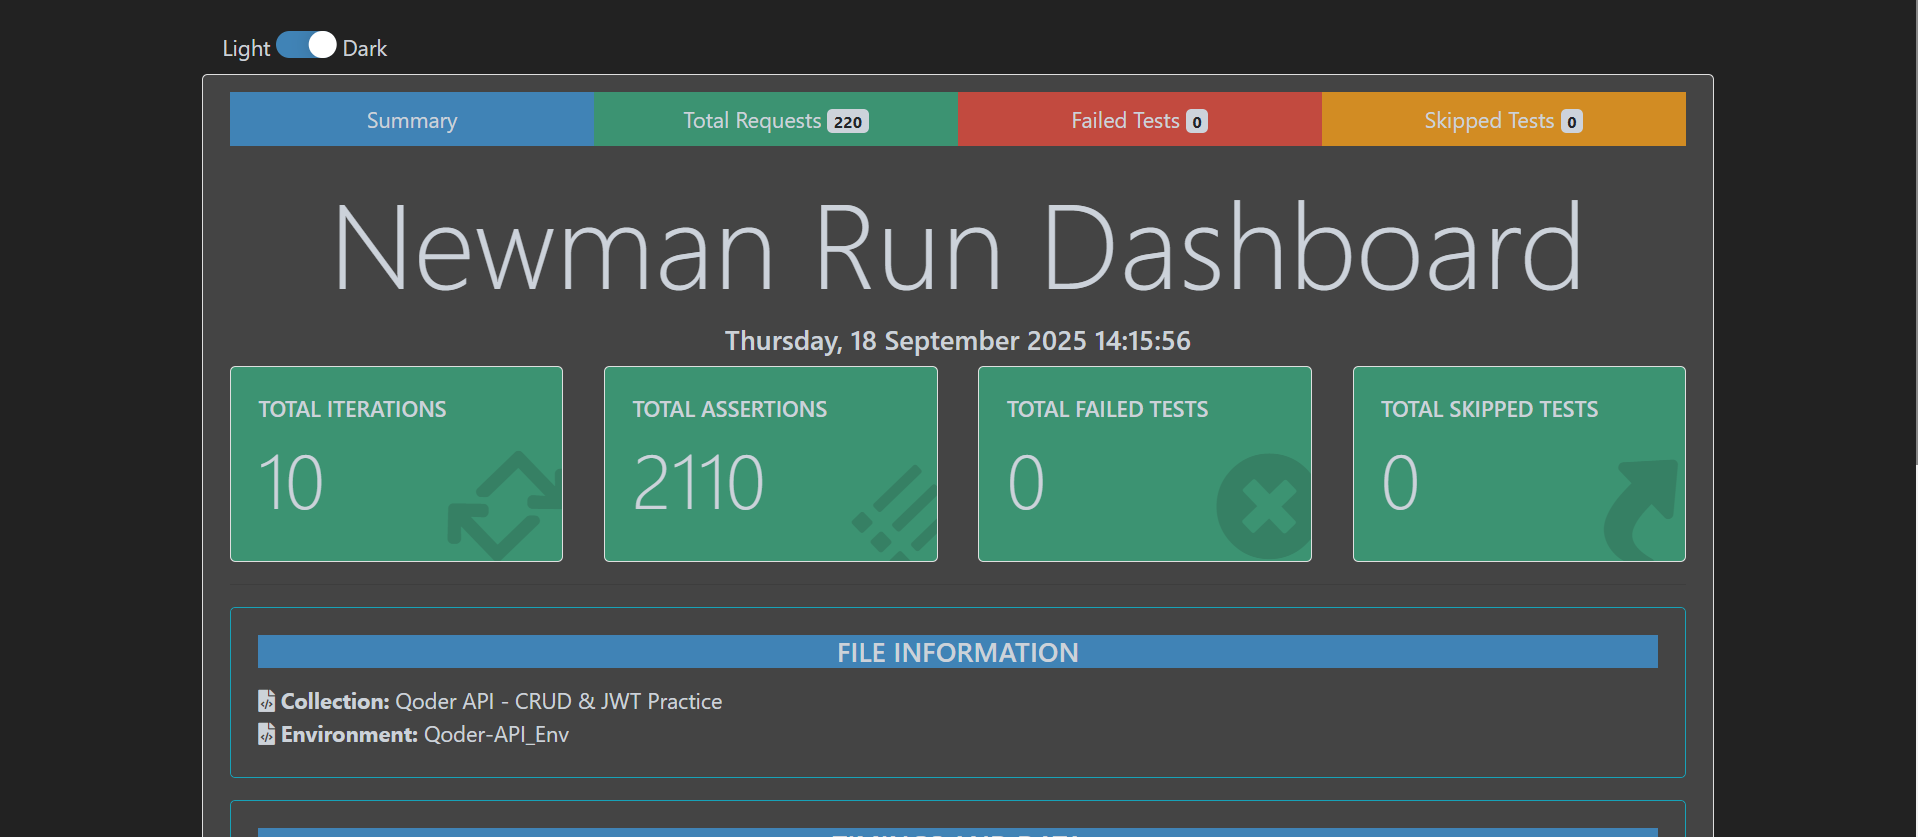 Light Dark
Summary Total Requests 220 Failed Tests 0 Skipped Tests 0
Newman Run Dashboard
Thursday, 18 September 2025 14:15:56
TOTAL ITERATIONS
10
TOTAL ASSERTIONS
2110
TOTAL FAILED TESTS
0
TOTAL SKIPPED TESTS
0
FILE INFORMATION
Collection: Qoder API - CRUD & JWT Practice
Environment: Qoder-API_Env